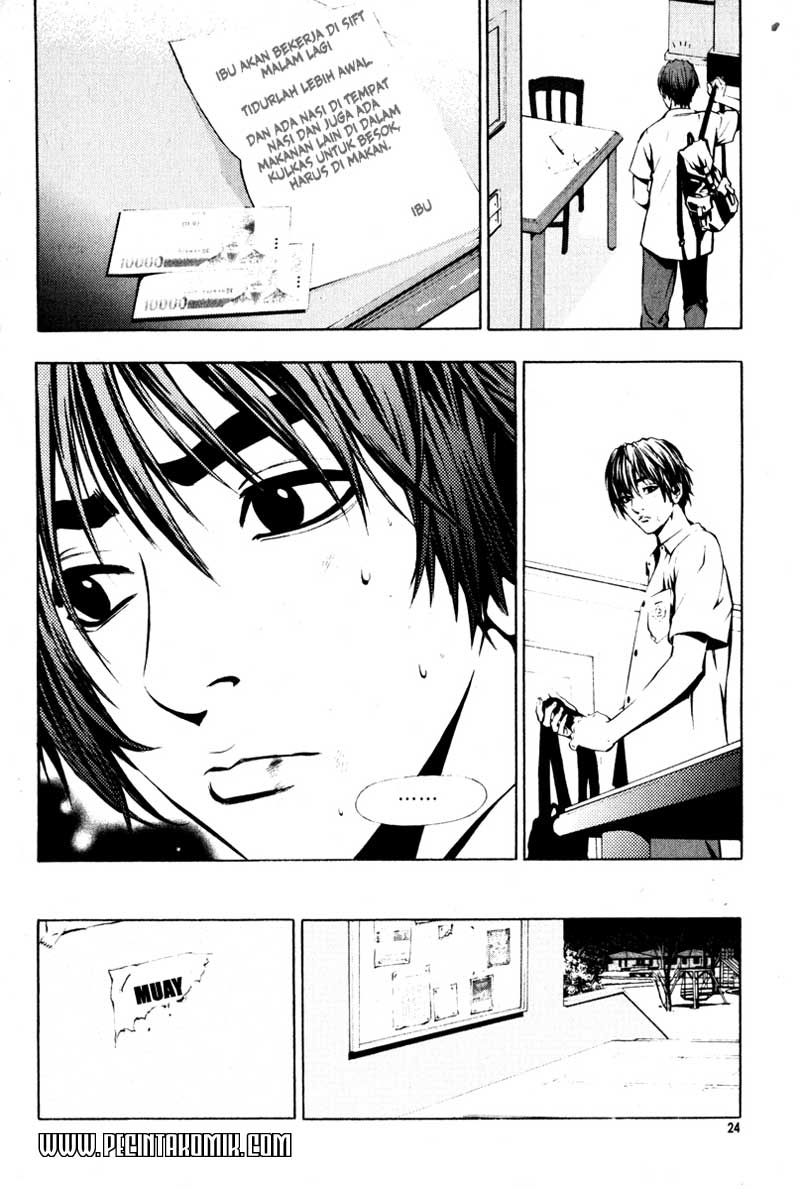 IBU AKAN BEKERJA DI SIFT
MALAM LAGI
TIDURLAH LEBIH AWAL
DAN ADA NASI DI TEMPAT
NASI DAN JUGA ADA
MAKANAN LAIN DI DALAM
KULKAS UNTUK BESOK,
HARUS DI MAKAN.
IBU
10000
10000
......
MUAY
24
WWW.PECINTAKOMIK.COM